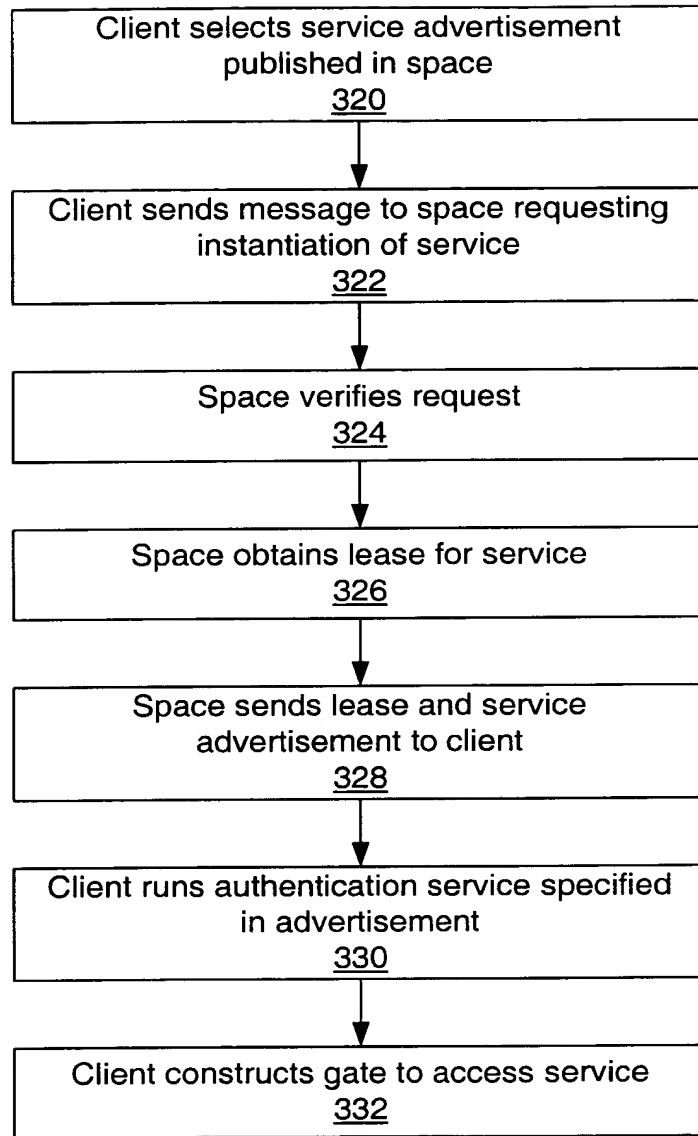 Client selects service advertisement
published in space
320
Client sends message to space requesting
instantiation of service
322
Space verifies request
324
Space obtains lease for service
326
Space sends lease and service
advertisement to client
328
Client runs authentication service specified
in advertisement
330
Client constructs gate to access service
332